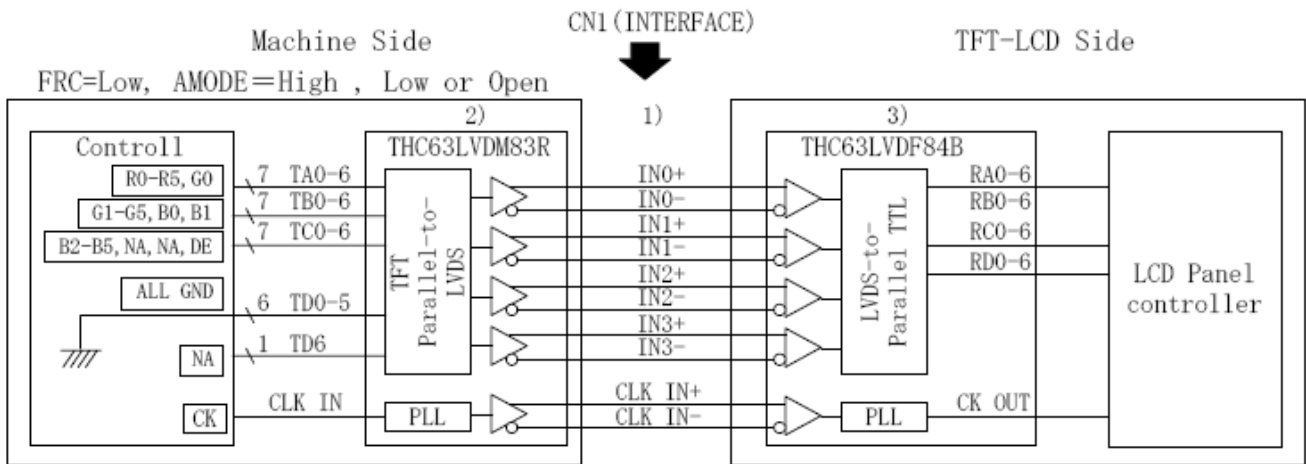 CN1(INTERFACE)
Machine Side
TFT-LCD Side
FRC=Low, AMODE=High , Low or Open
2)
1)
3)
Controll
THC63LVDM83R
THC63LVDF84B
R0-R5,G0
7 TA0-6
G1-G5,B0,B1
7 TB0-6
B2-B5,NA,NA,DE
7 TC0-6
ALL GND
6 TD0-5
NA
1 TD6
CK
CLK IN
TFT
Parallel-to-
LVDS
PLL
IN0+
IN0-
IN1+
IN1-
IN2+
IN2-
IN3+
IN3-
CLK IN+
CLK IN-
LVDS-to-
Parallel TTL
PLL
RA0-6
RB0-6
RC0-6
RD0-6
CK OUT
LCD Panel
controller